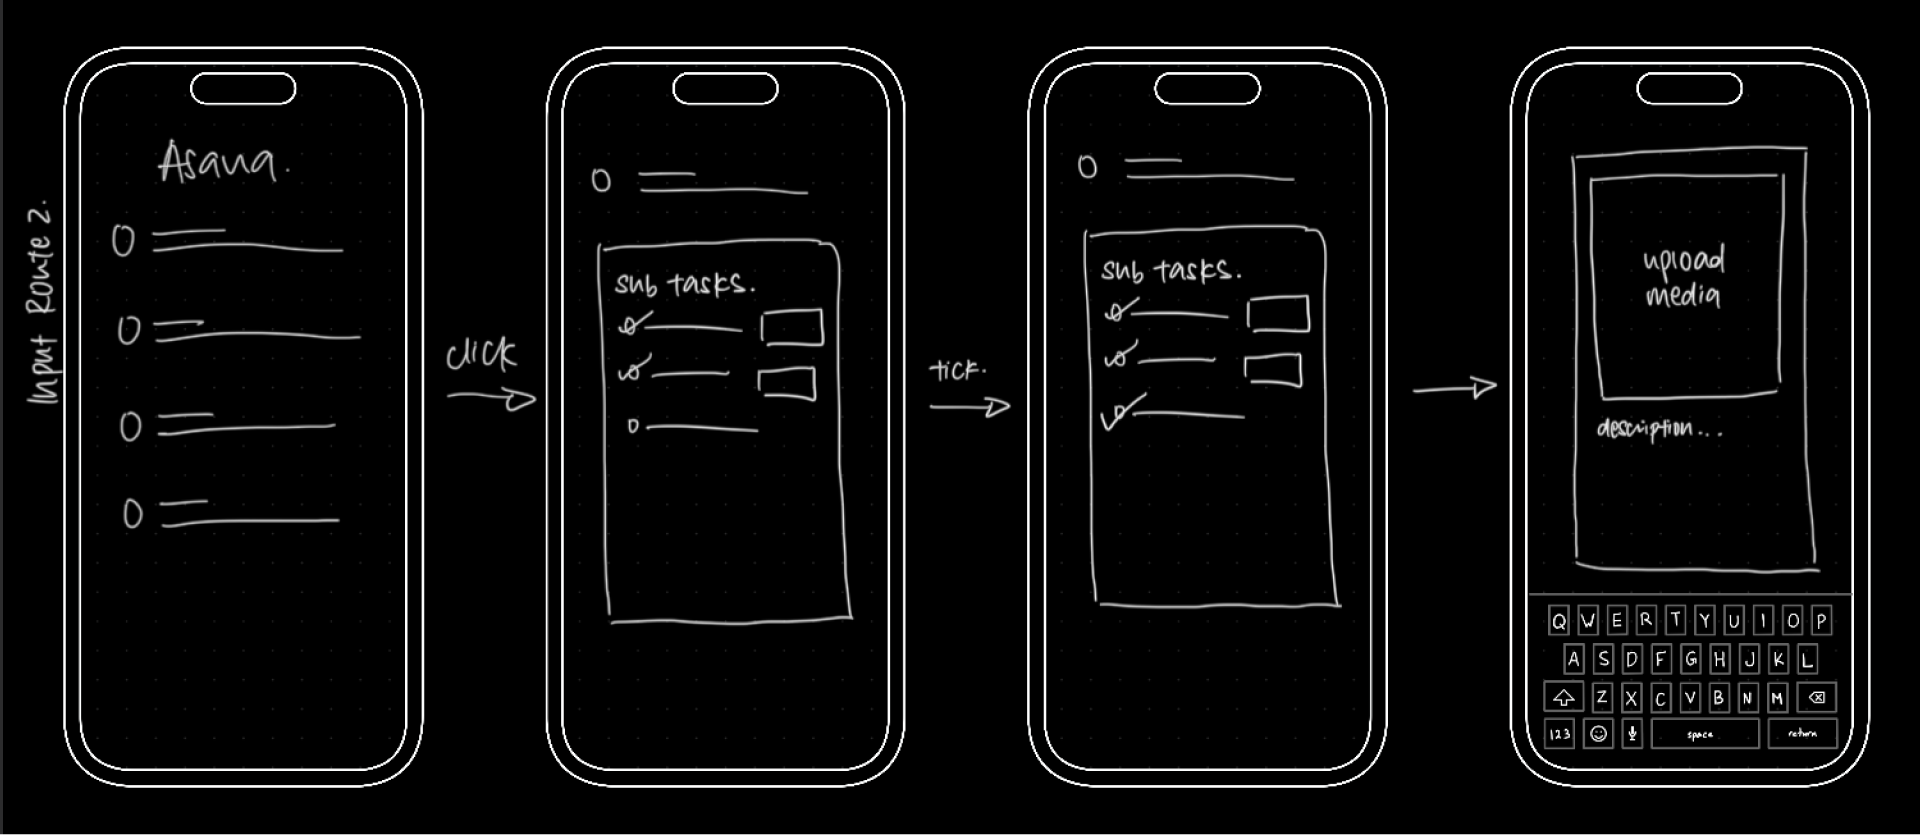 Input Route 2.
Asana.
click
sub tasks.
tick.
sub tasks.
upload
media
description...
Q W E R T Y U I O P
A S D F G H J K L
Z X C V B N M
123 space return